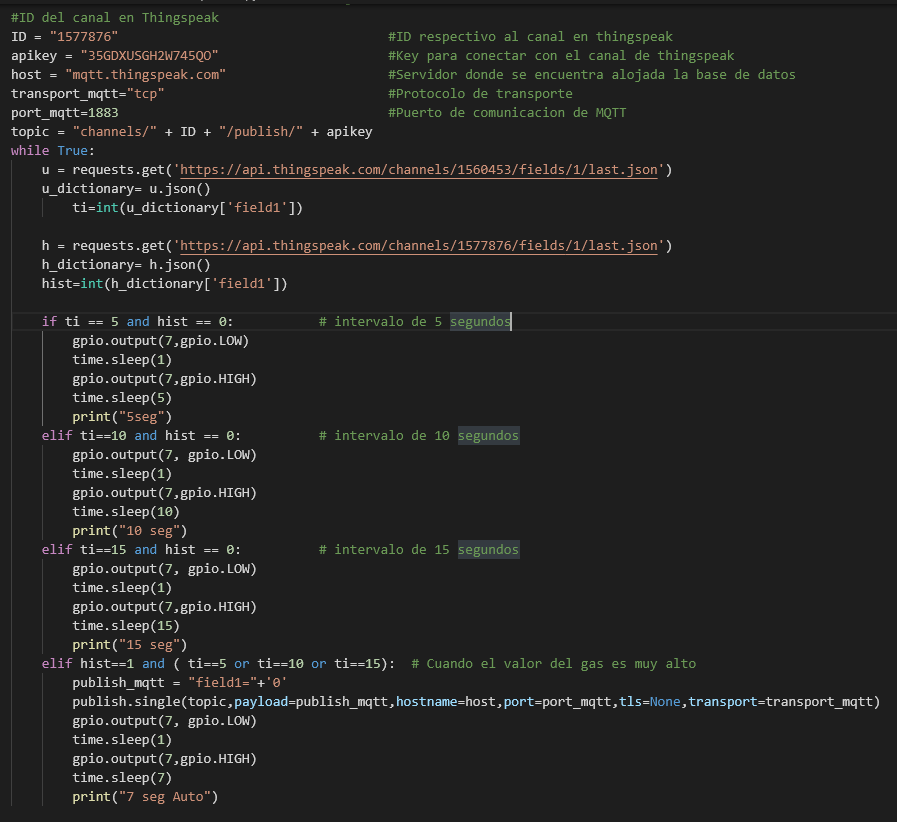 #ID del canal en Thingspeak
ID = "1577876"                                   #ID respectivo al canal en thingspeak
apikey = "35GDXUSGH2W745QO"                      #Key para conectar con el canal de thingspeak
host = "mqtt.thingspeak.com"                     #Servidor donde se encuentra alojada la base de datos
transport_mqtt="tcp"                             #Protocolo de transporte
port_mqtt=1883                                   #Puerto de comunicacion de MQTT
topic = "channels/" + ID + "/publish/" + apikey
while True:
    u = requests.get('https://api.thingspeak.com/channels/1560453/fields/1/last.json')
    u_dictionary= u.json()
        ti=int(u_dictionary['field1'])

    h = requests.get('https://api.thingspeak.com/channels/1577876/fields/1/last.json')
    h_dictionary= h.json()
    hist=int(h_dictionary['field1'])

    if ti == 5 and hist == 0:           # intervalo de 5 segundos
        gpio.output(7,gpio.LOW)
        time.sleep(1)
        gpio.output(7,gpio.HIGH)
        time.sleep(5)
        print("5seg")
    elif ti==10 and hist == 0:          # intervalo de 10 segundos
        gpio.output(7, gpio.LOW)
        time.sleep(1)
        gpio.output(7,gpio.HIGH)
        time.sleep(10)
        print("10 seg")
    elif ti==15 and hist == 0:          # intervalo de 15 segundos
        gpio.output(7, gpio.LOW)
        time.sleep(1)
        gpio.output(7,gpio.HIGH)
        time.sleep(15)
        print("15 seg")
    elif hist==1 and ( ti==5 or ti==10 or ti==15):  # Cuando el valor del gas es muy alto
        publish_mqtt = "field1="+'0'
        publish.single(topic,payload=publish_mqtt,hostname=host,port=port_mqtt,tls=None,transport=transport_mqtt)
        gpio.output(7, gpio.LOW)
        time.sleep(1)
        gpio.output(7,gpio.HIGH)
        time.sleep(7)
        print("7 seg Auto")